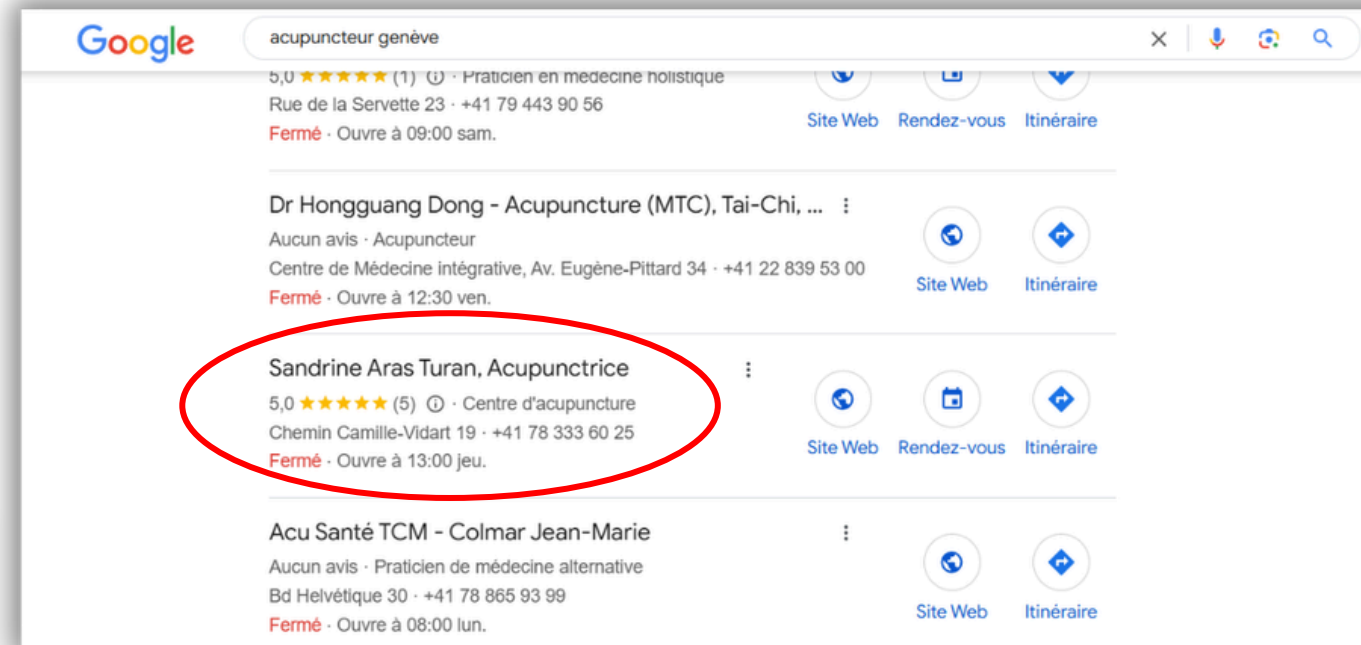 Google
acupuncteur genève
5,0 (1) · Praticien en médecine holistique
Rue de la Servette 23 · +41 79 443 90 56
Fermé · Ouvre à 09:00 sam.
Site Web Rendez-vous Itinéraire
Dr Hongguang Dong - Acupuncture (MTC), Tai-Chi, ...
Aucun avis · Acupuncteur
Centre de Médecine intégrative, Av. Eugène-Pittard 34 · +41 22 839 53 00
Fermé · Ouvre à 12:30 ven.
Site Web Itinéraire
Sandrine Aras Turan, Acupunctrice
5,0 (5) · Centre d'acupuncture
Chemin Camille-Vidart 19 · +41 78 333 60 25
Fermé · Ouvre à 13:00 jeu.
Site Web Rendez-vous Itinéraire
Acu Santé TCM - Colmar Jean-Marie
Aucun avis · Praticien de médecine alternative
Bd Helvétique 30 · +41 78 865 93 99
Fermé · Ouvre à 08:00 lun.
Site Web Itinéraire